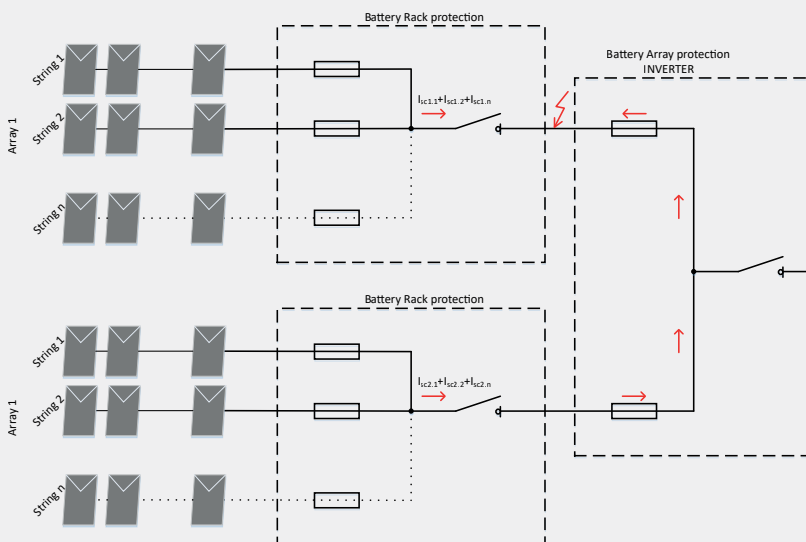 Battery Rack protection
Battery Array protection
INVERTER
String 1
Isc1.1+Isc1.2+Isc1.n
String 2
Array 1
String n
Battery Rack protection
String 1
Isc2.1+Isc2.2+Isc2.n
String 2
Array 1
String n